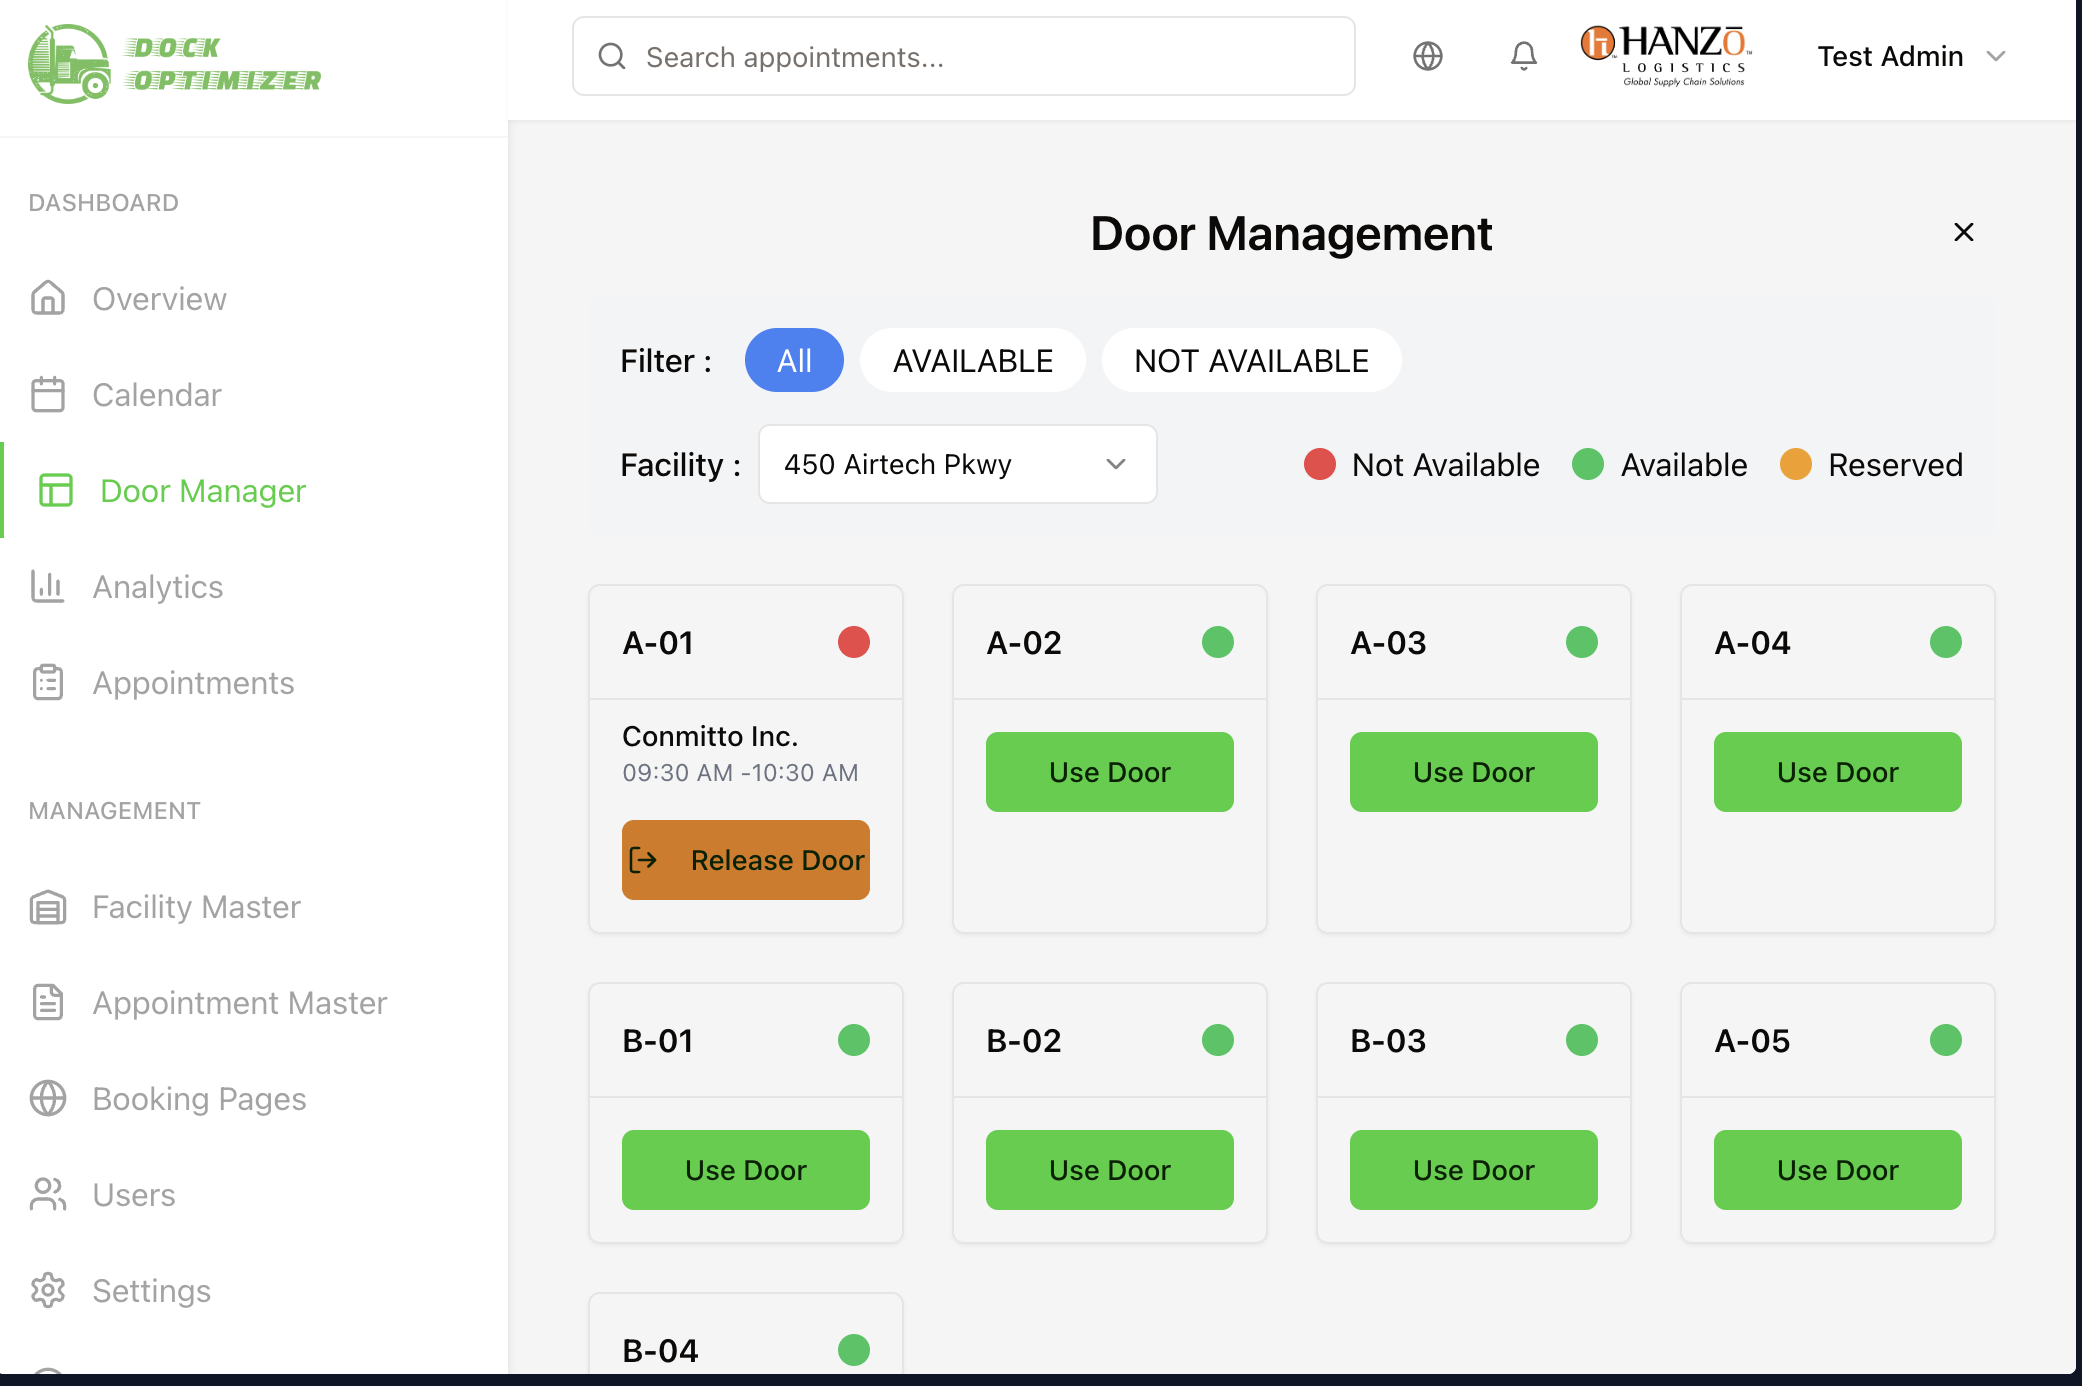 DOCK
OPTIMIZER
Search appointments...
HANZō
LOGISTICS
Global Supply Chain Solutions
Test Admin
DASHBOARD
Overview
Calendar
Door Manager
Analytics
Appointments
MANAGEMENT
Facility Master
Appointment Master
Booking Pages
Users
Settings
Door Management
Filter :
All
AVAILABLE
NOT AVAILABLE
Facility :
450 Airtech Pkwy
Not Available
Available
Reserved
A-01
Conmitto Inc.
09:30 AM -10:30 AM
Release Door
A-02
Use Door
A-03
Use Door
A-04
Use Door
B-01
Use Door
B-02
Use Door
B-03
Use Door
A-05
Use Door
B-04